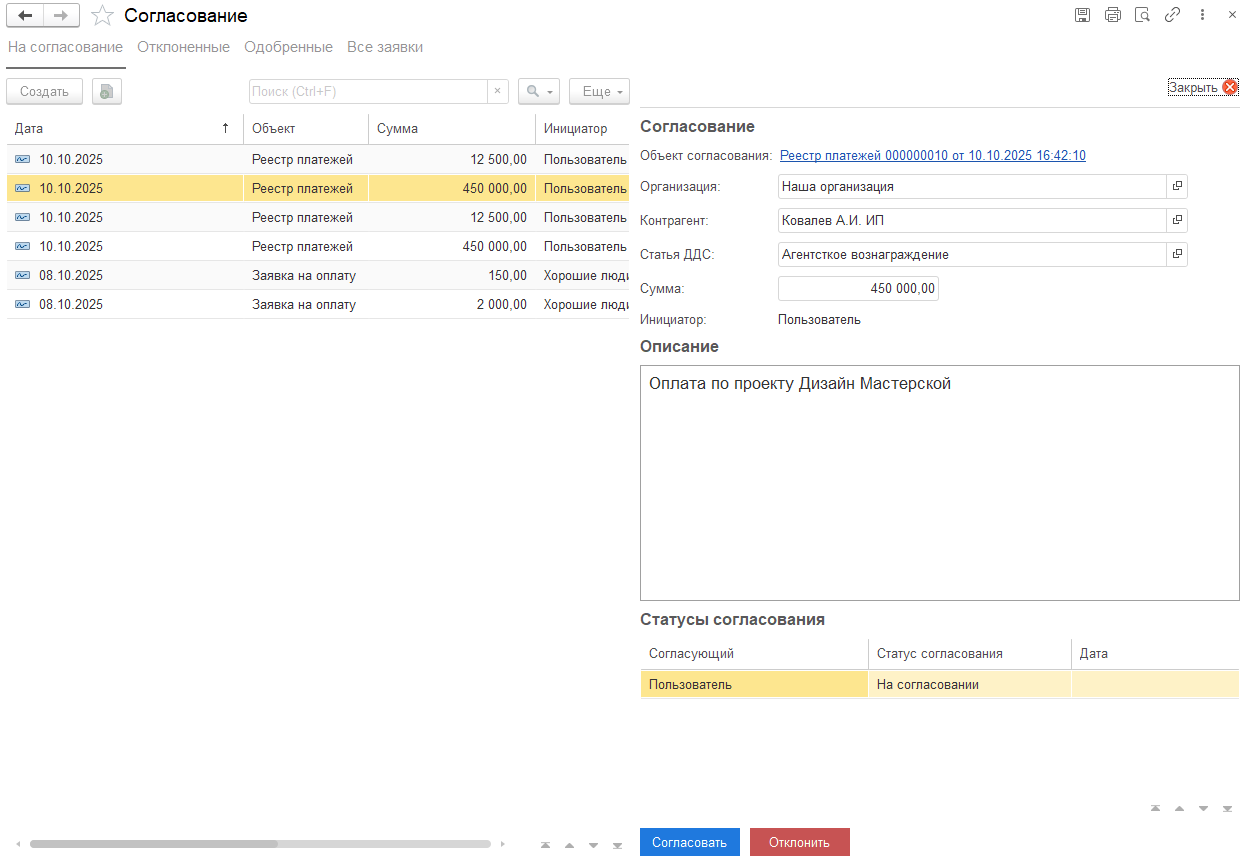 Согласование
На согласование Отклоненные Одобренные Все заявки
Создать Поиск (Ctrl+F) × Еще
Закрыть
Дата ↑ Объект Сумма Инициатор
10.10.2025 Реестр платежей 12 500,00 Пользователь
10.10.2025 Реестр платежей 450 000,00 Пользователь
10.10.2025 Реестр платежей 12 500,00 Пользователь
10.10.2025 Реестр платежей 450 000,00 Пользователь
08.10.2025 Заявка на оплату 150,00 Хорошие люди
08.10.2025 Заявка на оплату 2 000,00 Хорошие люди
Согласование
Объект согласования: Реестр платежей 000000010 от 10.10.2025 16:42:10
Организация: Наша организация
Контрагент: Ковалев А.И. ИП
Статья ДДС: Агентсткое вознаграждение
Сумма: 450 000,00
Инициатор: Пользователь
Описание
Оплата по проекту Дизайн Мастерской
Статусы согласования
Согласующий Статус согласования Дата
Пользователь На согласовании
Согласовать Отклонить